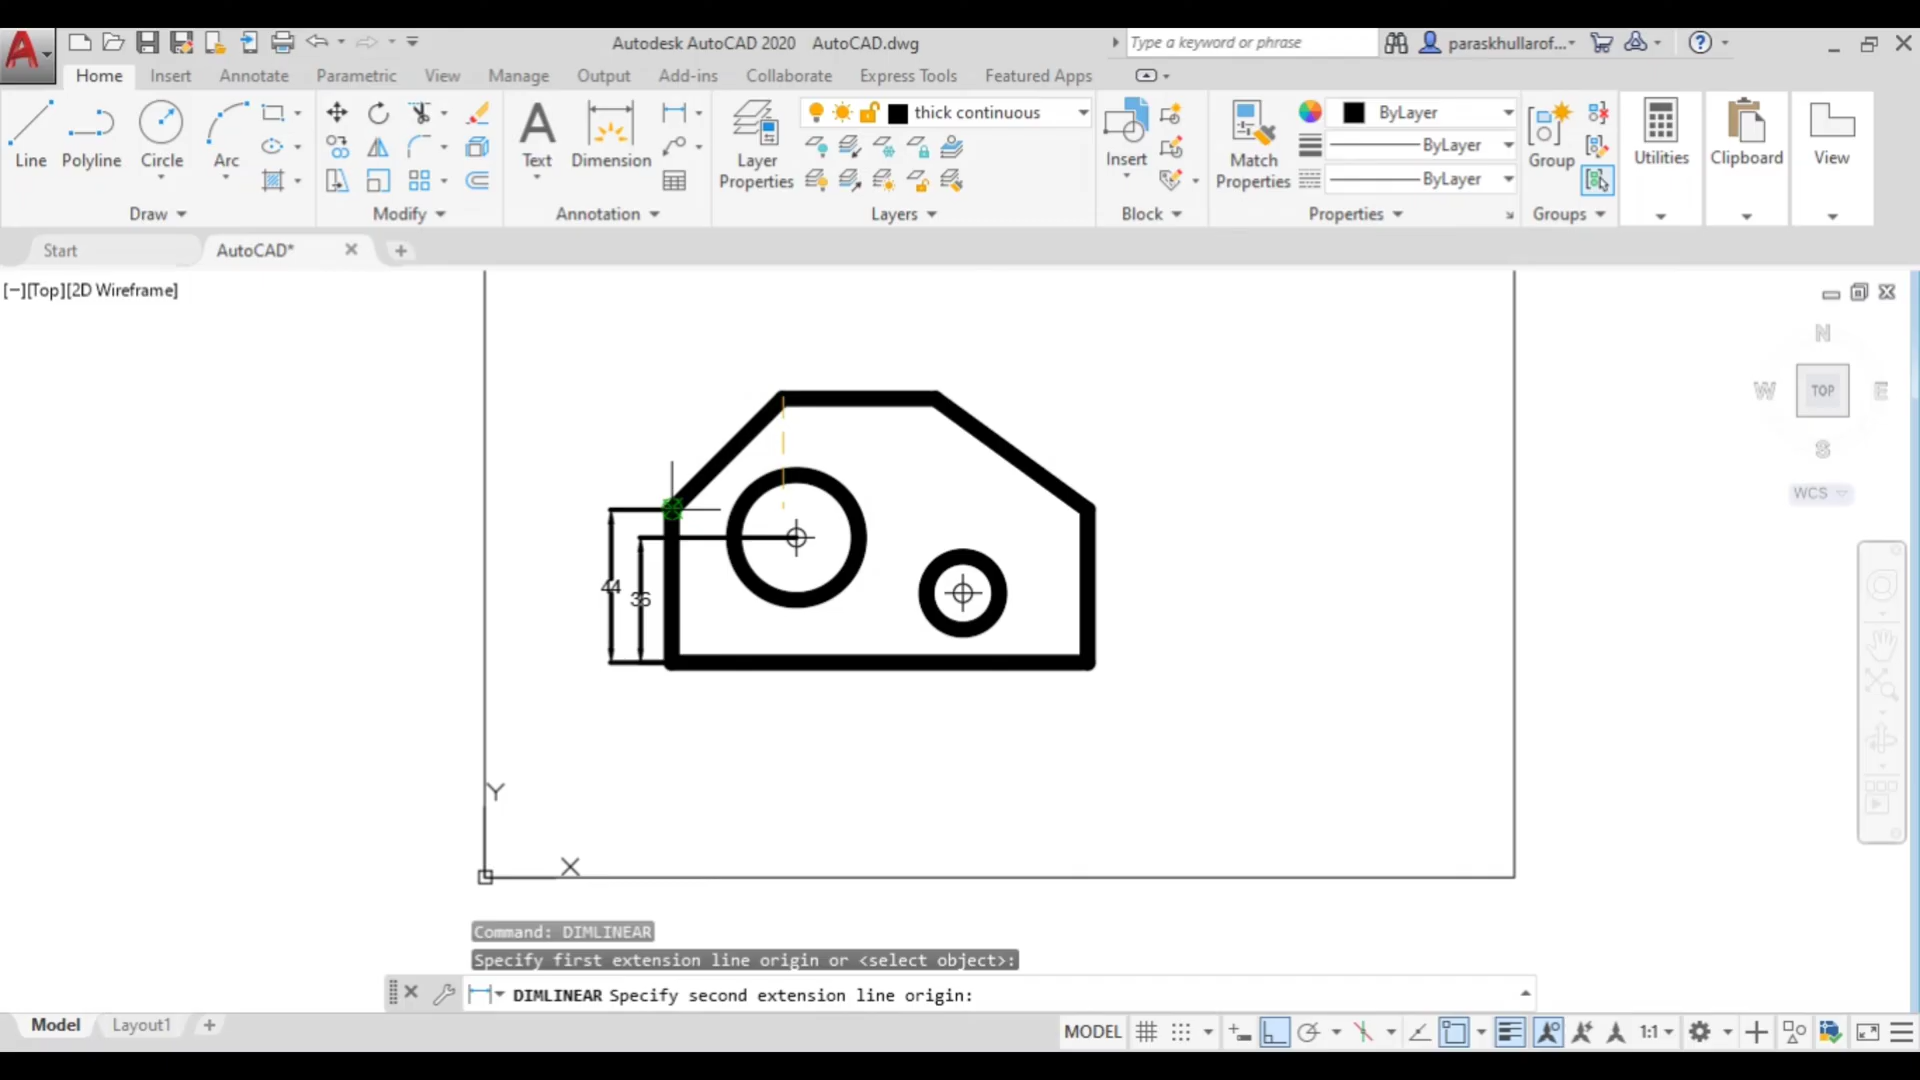 Autodesk AutoCAD 2020 AutoCAD.dwg
Type a keyword or phrase
paraskhullarof...
Home Insert Annotate Parametric View Manage Output Add-ins Collaborate Express Tools Featured Apps
thick continuous
ByLayer
Line Polyline Circle Arc
Text Dimension
Layer Properties
Insert
Match Properties
ByLayer
ByLayer
Group
Utilities Clipboard View
Draw Modify Annotation Layers Block Properties Groups
Start AutoCAD*
[−][Top][2D Wireframe]
N
W TOP E
S
WCS
44
36
Y
X
Command: DIMLINEAR
Specify first extension line origin or <select object>:
DIMLINEAR Specify second extension line origin:
Model Layout1
MODEL 1:1